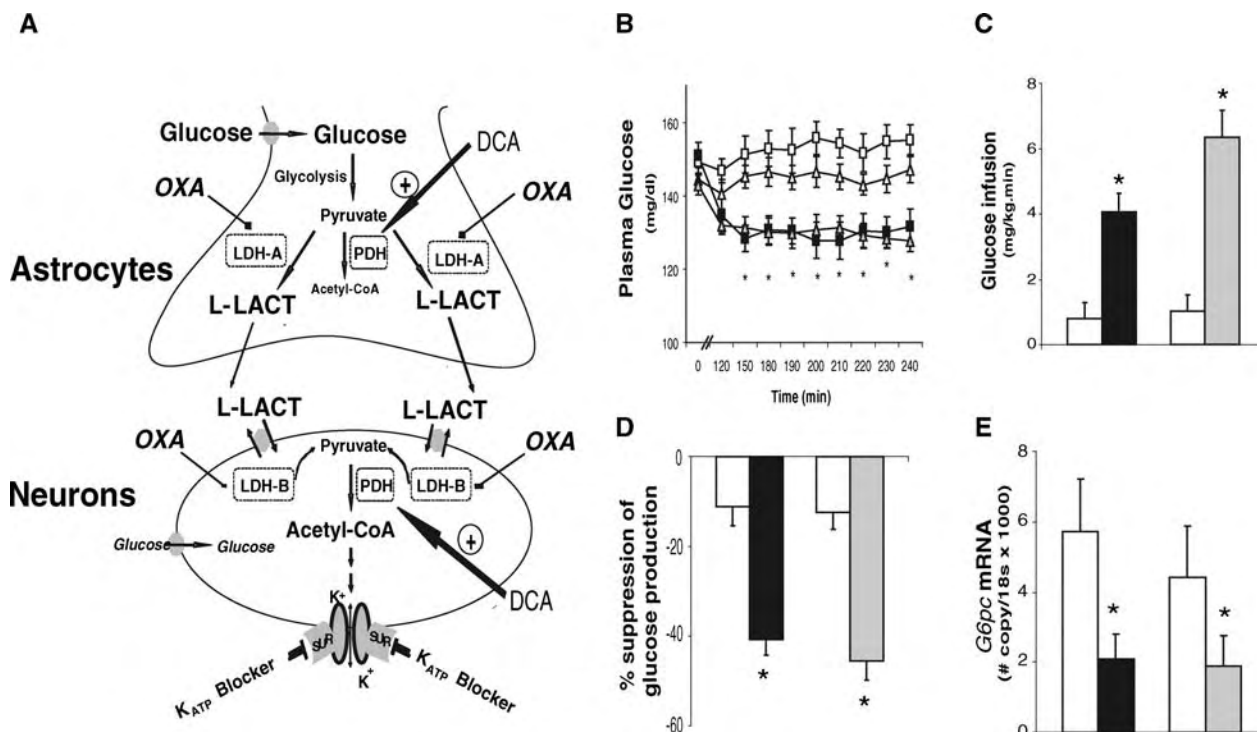 A
Glucose
Glucose
DCA
Glycolysis
+
OXA
OXA
Pyruvate
LDH-A
PDH
LDH-A
Astrocytes
Acetyl-CoA
L-LACT
L-LACT
L-LACT
L-LACT
OXA
Pyruvate
OXA
LDH-B
PDH
LDH-B
Neurons
Acetyl-CoA
Glucose
Glucose
+
DCA
K+
SUR
SUR
K+
KATP Blocker
KATP Blocker
B
Plasma Glucose
(mg/dl)
160
140
120
100
* * * * * * * *
0 120 150 180 190 200 210 220 230 240
Time (min)
C
Glucose infusion
(mg/kg.min)
8
6
4
2
0
*
*
D
% suppression of
glucose production
0
-20
-40
-60
*
*
E
G6pc mRNA
(# copy/18s x 1000)
8
6
4
2
0
*
*